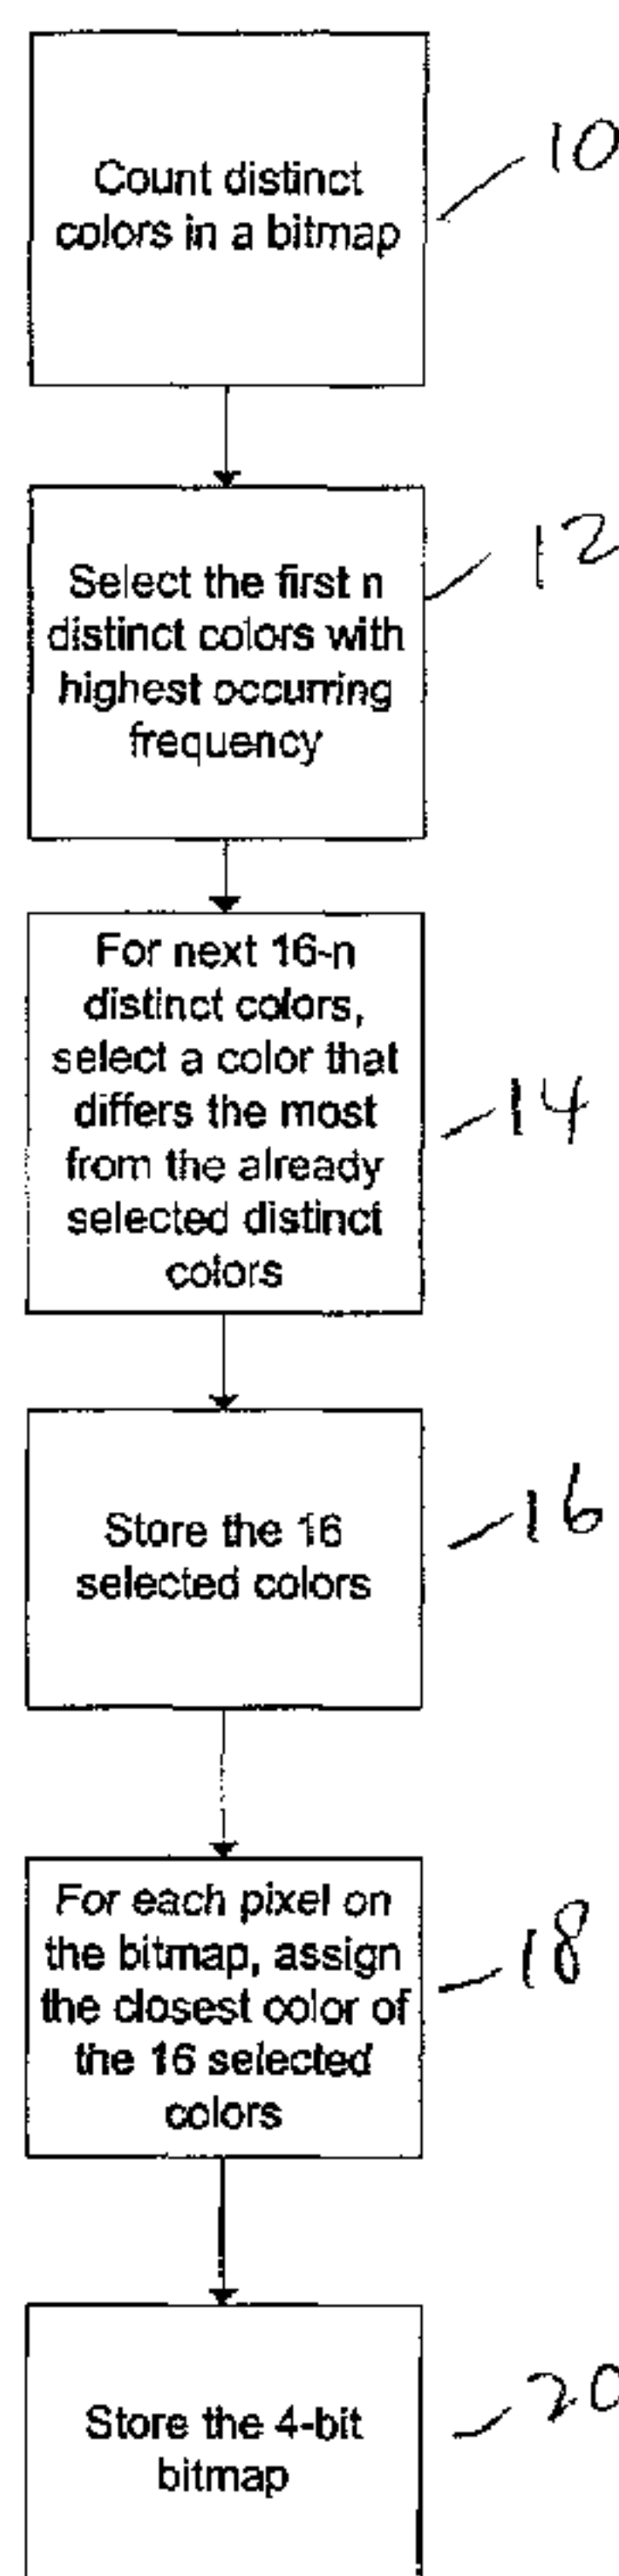 Count distinct
colors in a bitmap
10
Select the first n
distinct colors with
highest occurring
frequency
12
For next 16-n
distinct colors,
select a color that
differs the most
from the already
selected distinct
colors
14
Store the 16
selected colors
16
For each pixel on
the bitmap, assign
the closest color of
the 16 selected
colors
18
Store the 4-bit
bitmap
20